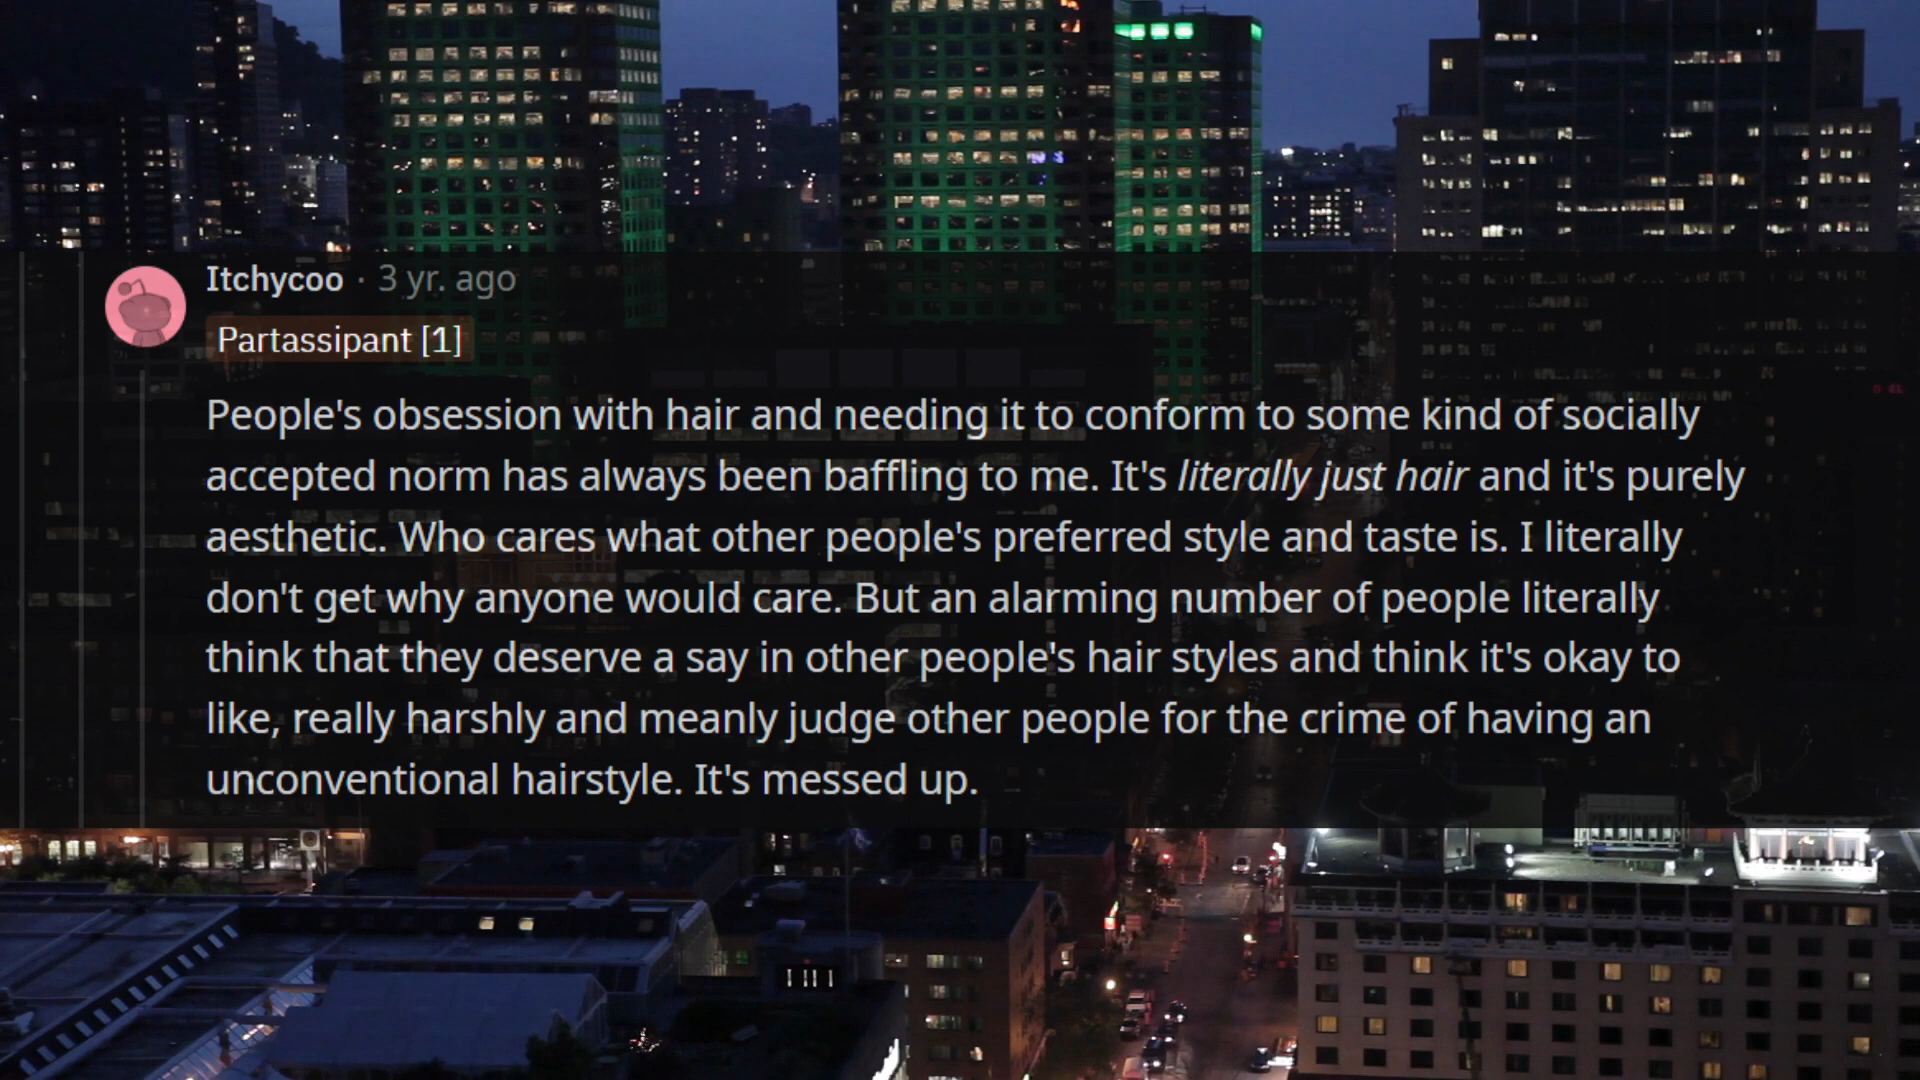 Itchycoo · 3 yr. ago
Partassipant [1]
People's obsession with hair and needing it to conform to some kind of socially
accepted norm has always been baffling to me. It's literally just hair and it's purely
aesthetic. Who cares what other people's preferred style and taste is. I literally
don't get why anyone would care. But an alarming number of people literally
think that they deserve a say in other people's hair styles and think it's okay to
like, really harshly and meanly judge other people for the crime of having an
unconventional hairstyle. It's messed up.